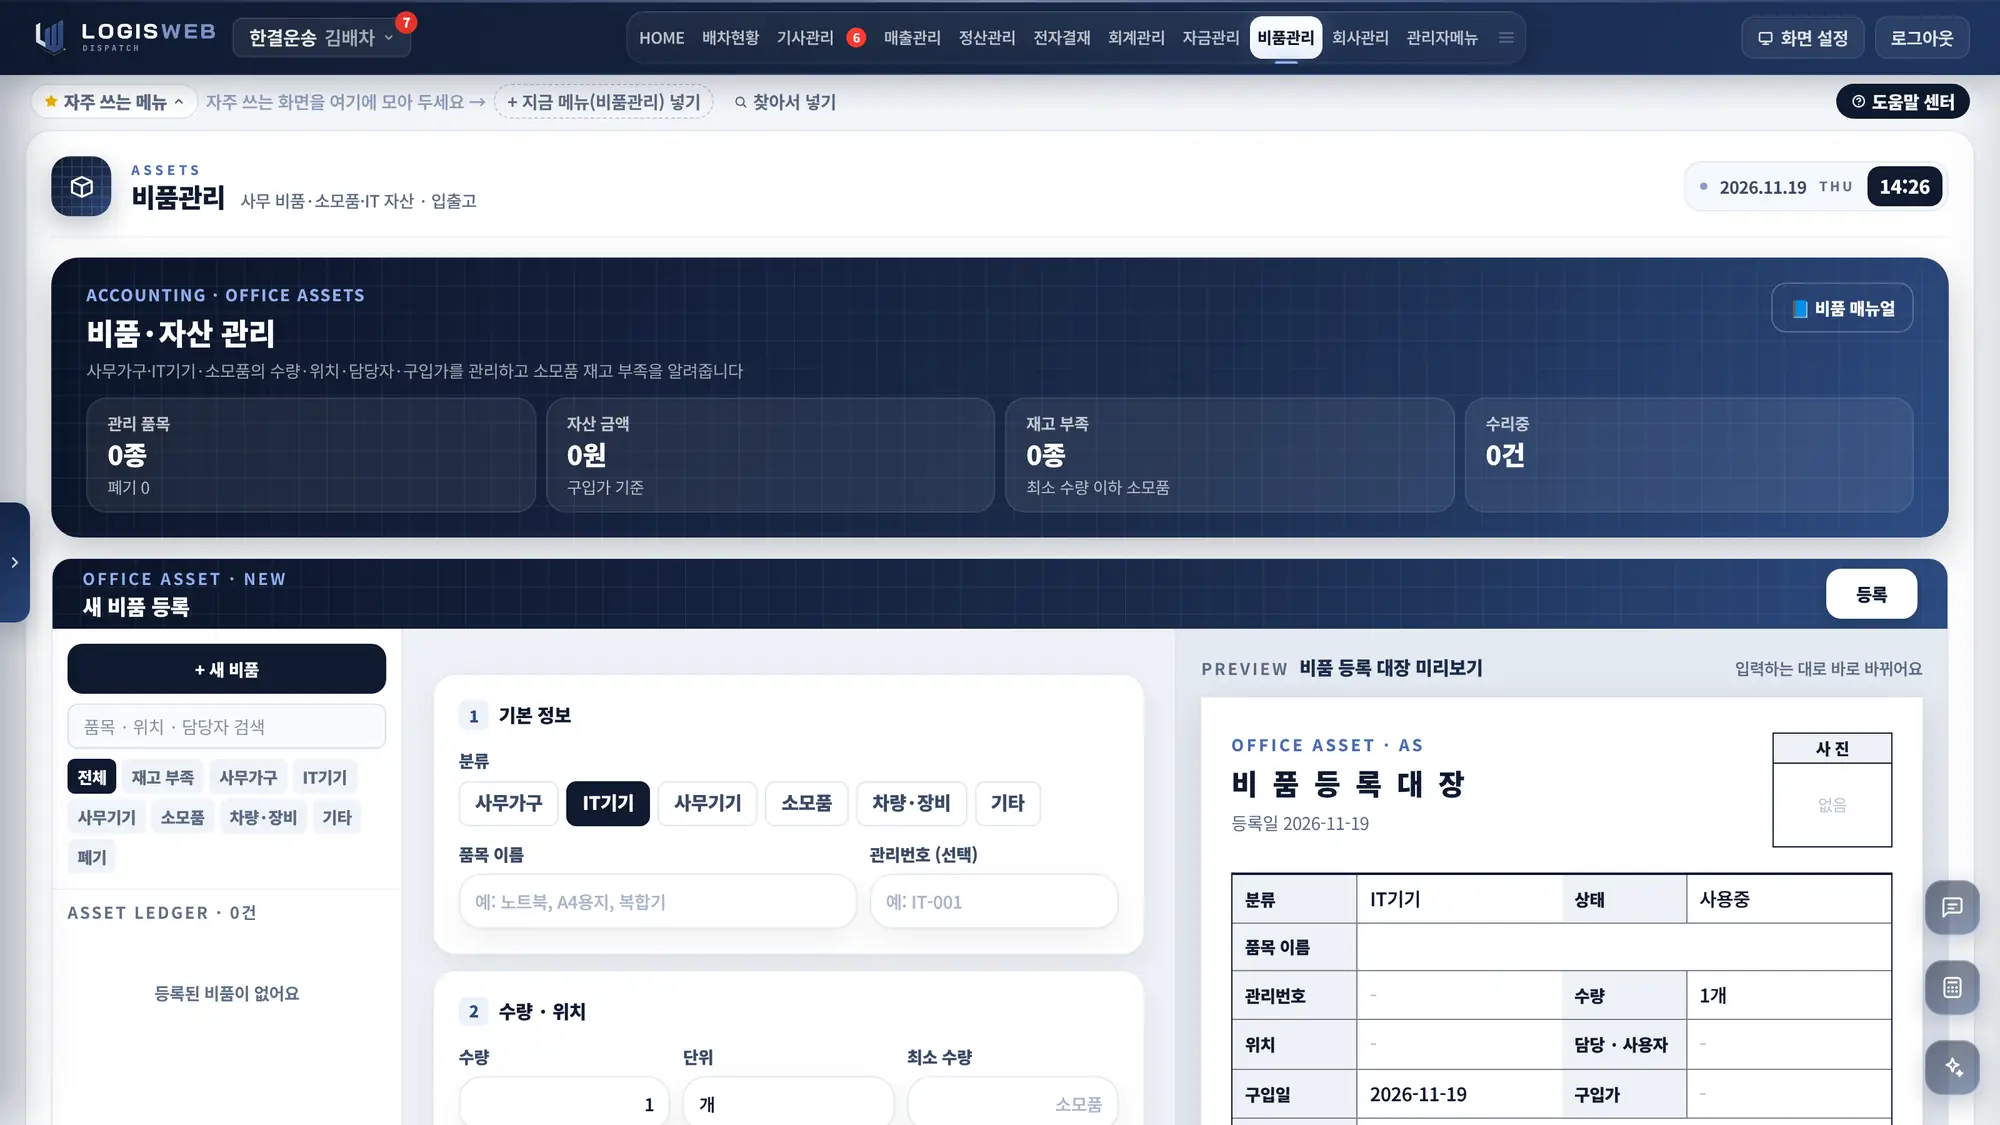 LOGISWEB
DISPATCH
한결운송 김배차
7
HOME 배차현황 기사관리 6 매출관리 정산관리 전자결재 회계관리 자금관리 비품관리 회사관리 관리자메뉴
화면 설정
로그아웃
자주 쓰는 메뉴
자주 쓰는 화면을 여기에 모아 두세요 →
+ 지금 메뉴(비품관리) 넣기
찾아서 넣기
도움말 센터
ASSETS
비품관리 사무 비품·소모품·IT 자산 · 입출고
2026.11.19 THU 14:26
ACCOUNTING · OFFICE ASSETS
비품·자산 관리
사무가구·IT기기·소모품의 수량·위치·담당자·구입가를 관리하고 소모품 재고 부족을 알려줍니다
비품 매뉴얼
관리 품목
0종
폐기 0
자산 금액
0원
구입가 기준
재고 부족
0종
최소 수량 이하 소모품
수리중
0건
OFFICE ASSET · NEW
새 비품 등록
등록
+ 새 비품
품목 · 위치 · 담당자 검색
전체 재고 부족 사무가구 IT기기
사무기기 소모품 차량·장비 기타
폐기
ASSET LEDGER · 0건
등록된 비품이 없어요
1 기본 정보
분류
사무가구 IT기기 사무기기 소모품 차량·장비 기타
품목 이름 관리번호 (선택)
예: 노트북, A4용지, 복합기 예: IT-001
2 수량 · 위치
수량 단위 최소 수량
1 개 소모품
PREVIEW 비품 등록 대장 미리보기 입력하는 대로 바로 바뀌어요
OFFICE ASSET · AS
비 품 등 록 대 장
등록일 2026-11-19
사 진
없음
분류 IT기기 상태 사용중
품목 이름
관리번호 - 수량 1개
위치 - 담당 · 사용자 -
구입일 2026-11-19 구입가 -